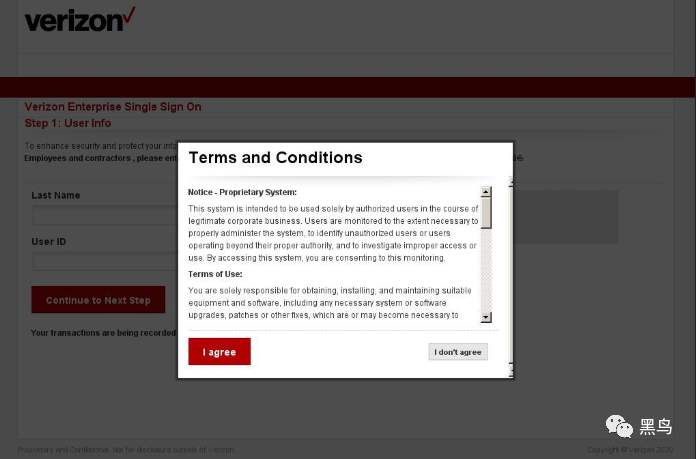 verizon
Verizon Enterprise Single Sign On
Step 1: User Info
To enhance security and protect your info
Employees and contractors , please ent
Terms and Conditions
Notice - Proprietary System:
This system is intended to be used solely by authorized users in the course of
legitimate corporate business. Users are monitored to the extent necessary to
properly administer the system, to identify unauthorized users or users
operating beyond their proper authority, and to investigate improper access or
use. By accessing this system, you are consenting to this monitoring.
Terms of Use:
You are solely responsible for obtaining, installing, and maintaining suitable
equipment and software, including any necessary system or software
upgrades, patches or other fixes, which are or may become necessary to
I agree
I don't agree
Last Name
User ID
Continue to Next Step
Your transactions are being recorded
黑鸟
Proprietary and Confidential. Not for disclosure outside of Verizon.
Copyright © Verizon 2020